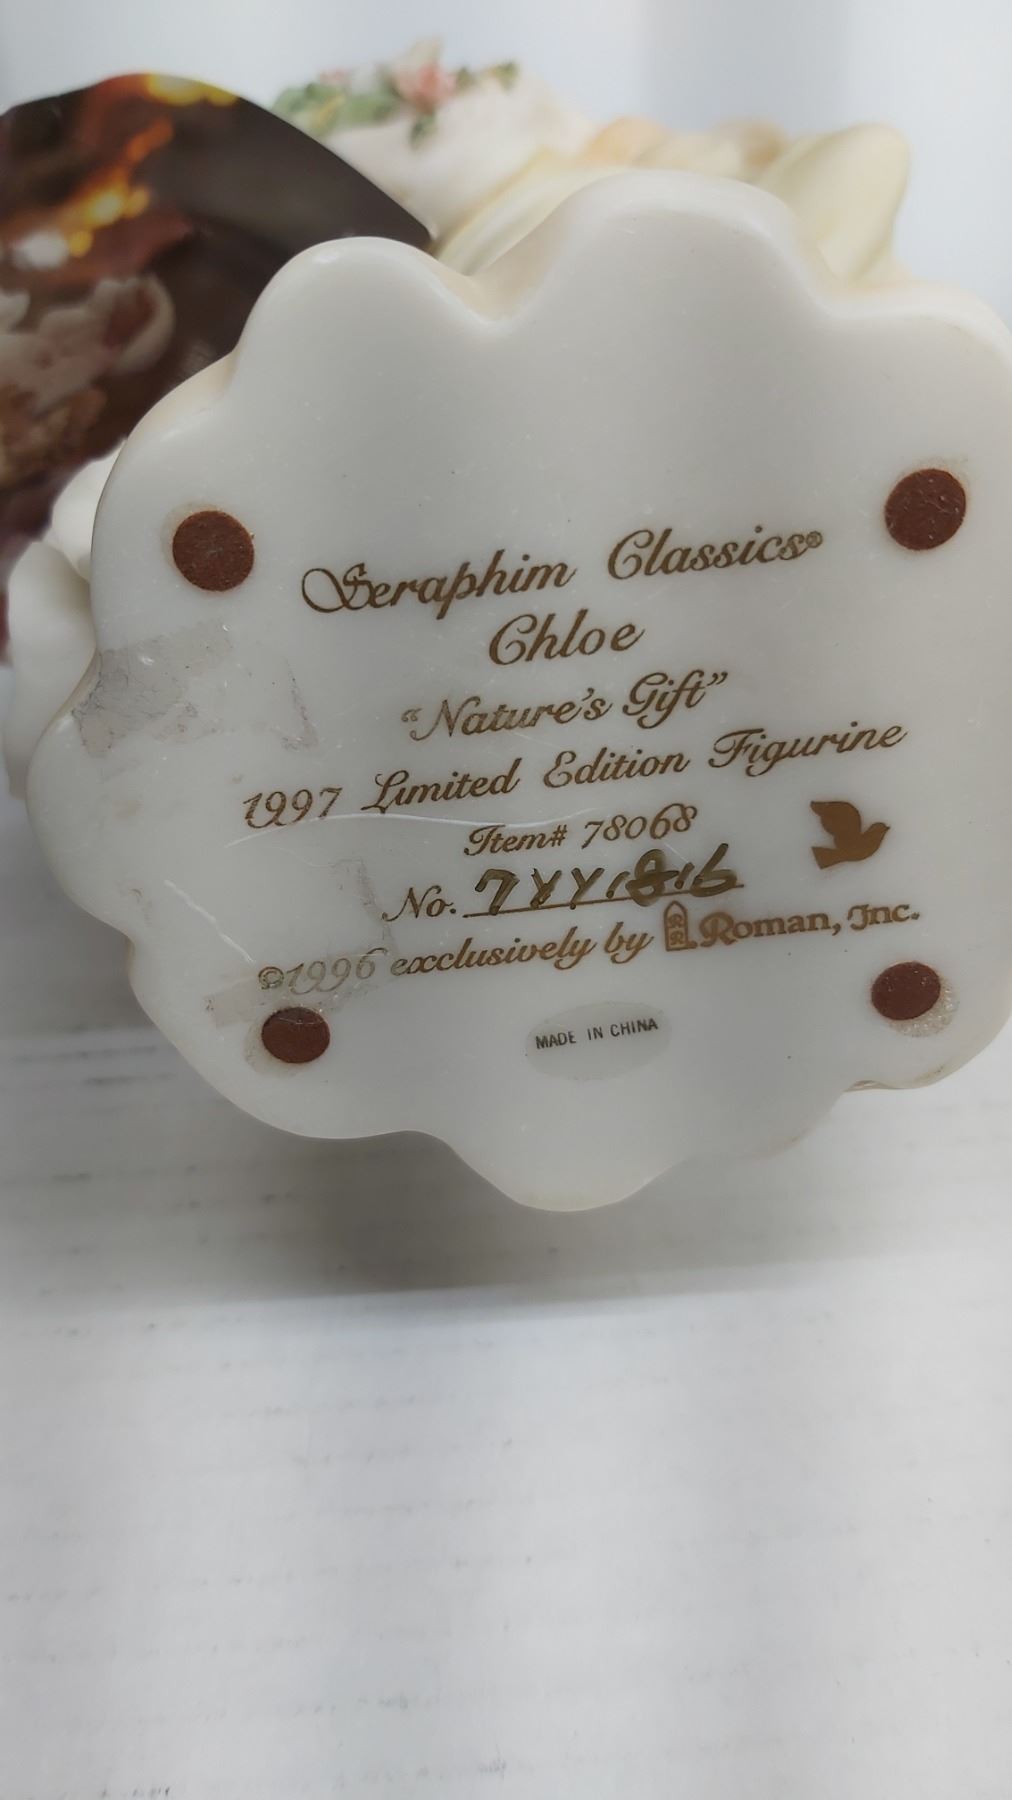 Seraphim Classics®
Chloe
“Nature's Gift”
1997 Limited Edition Figurine
Item# 78068
No. 7YY1816
©1996 exclusively by Roman, Inc.
MADE IN CHINA